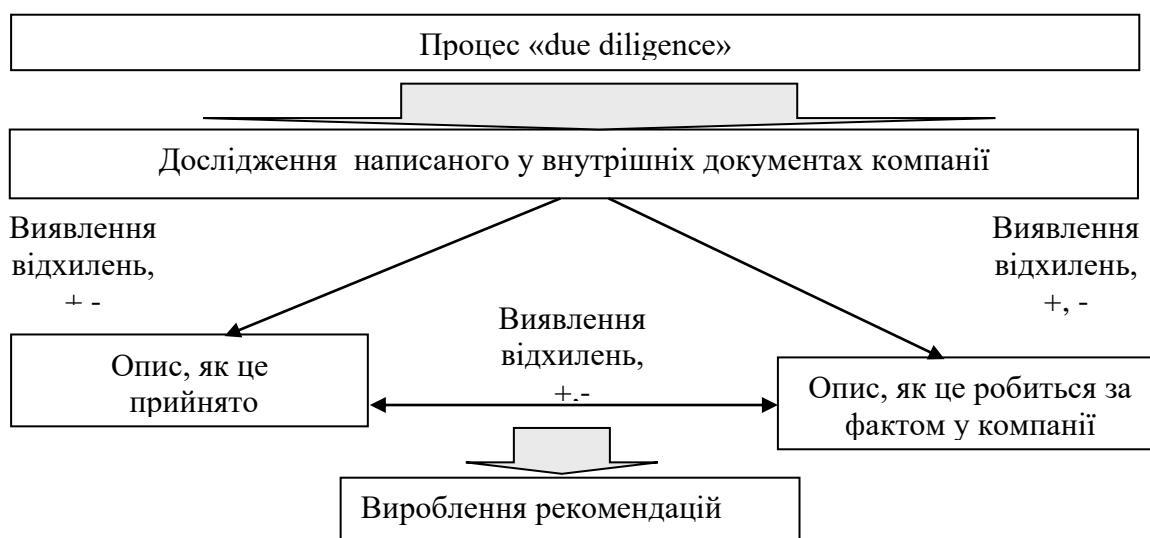 Процес «due diligence»
Дослідження написаного у внутрішніх документах компанії
Виявлення
відхилень,
+ -
Виявлення
відхилень,
+, -
Виявлення
відхилень,
+,-
Опис, як це
прийнято
Опис, як це робиться за
фактом у компанії
Вироблення рекомендацій